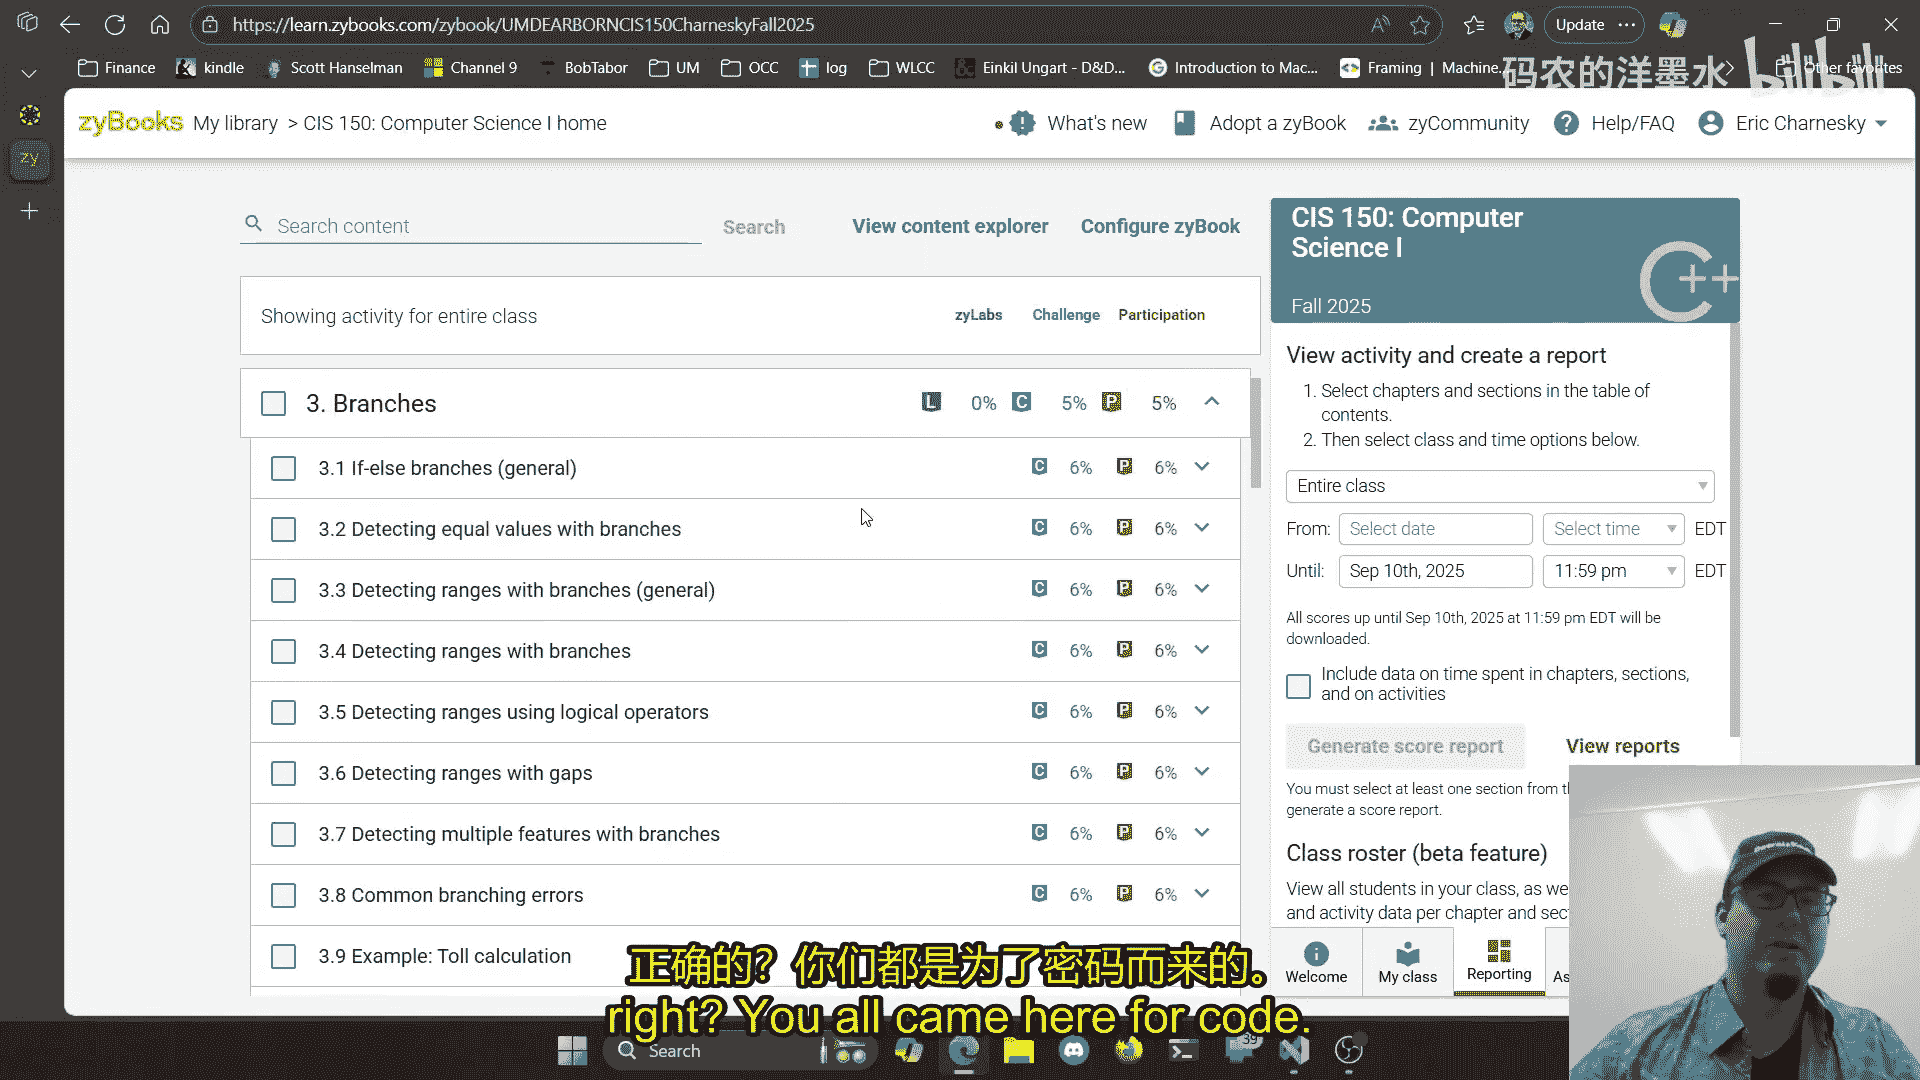 https://learn.zybooks.com/zybook/UMDEARBORNCIS150CharneskyFall2025
Update
Finance
kindle
Scott Hanselman
Channel 9
BobTabor
UM
OCC
log
WLCC
Einkil Ungart - D&D...
Introduction to Mac...
Framing | Machine...
Other favorites
码农的洋墨水
bilibili
zyBooks My library > CIS 150: Computer Science I home
What's new
Adopt a zyBook
zyCommunity
Help/FAQ
Eric Charnesky
zy
Search content
Search
View content explorer
Configure zyBook
Showing activity for entire class
zyLabs
Challenge
Participation
3. Branches L 0% C 5% P 5%
3.1 If-else branches (general) C 6% P 6%
3.2 Detecting equal values with branches C 6% P 6%
3.3 Detecting ranges with branches (general) C 6% P 6%
3.4 Detecting ranges with branches C 6% P 6%
3.5 Detecting ranges using logical operators C 6% P 6%
3.6 Detecting ranges with gaps C 6% P 6%
3.7 Detecting multiple features with branches C 6% P 6%
3.8 Common branching errors C 6% P 6%
3.9 Example: Toll calculation
CIS 150: Computer
Science I
Fall 2025
C++
View activity and create a report
1. Select chapters and sections in the table of
contents.
2. Then select class and time options below.
Entire class
From: Select date Select time EDT
Until: Sep 10th, 2025 11:59 pm EDT
All scores up until Sep 10th, 2025 at 11:59 pm EDT will be
downloaded.
Include data on time spent in chapters, sections,
and on activities
Generate score report
View reports
You must select at least one section from
generate a score report.
Class roster (beta feature)
View all students in your class, as
and activity data per chapter and
Welcome
My class
Reporting
正确的？你们都是为了密码而来的。
right? You all came here for code.
Search
39